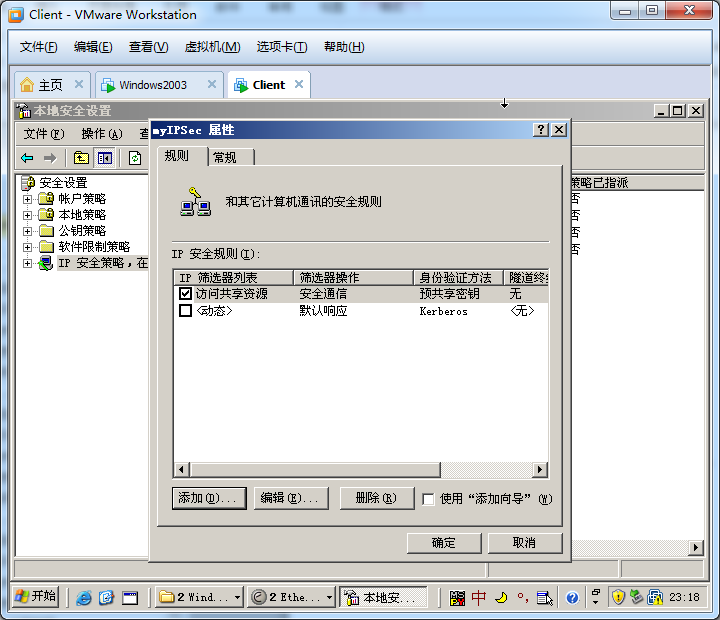 Client - VMware Workstation
文件(F) 编辑(E) 查看(V) 虚拟机(M) 选项卡(T) 帮助(H)
主页 Windows2003 Client
本地安全设置
文件(F) 操作(A) 查
myIPSec 属性
规则 常规
安全设置
帐户策略
本地策略
公钥策略
软件限制策略
IP 安全策略，在
策略已指派
否
否
否
否
和其它计算机通讯的安全规则
IP 安全规则(I):
IP 筛选器列表 筛选器操作 身份验证方法 隧道终
访问共享资源 安全通信 预共享密钥 无
<动态> 默认响应 Kerberos <无>
添加(D)... 编辑(E)... 删除(R) 使用“添加向导”(W)
确定 取消
开始 2 Wind... 2 Ethe... 本地安... 中 23:18